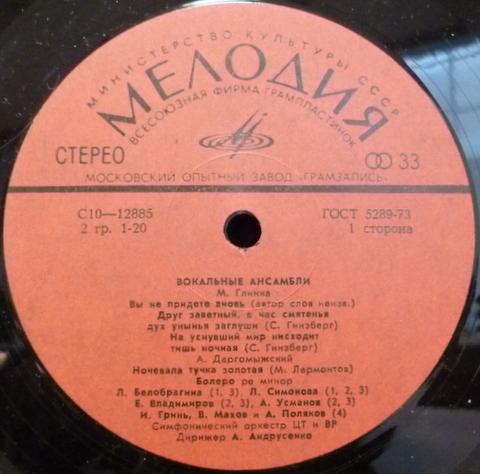 МИНИСТЕРСТВО КУЛЬТУРЫ СССР
МЕЛОДИЯ
ВСЕСОЮЗНАЯ ФИРМА ГРАМПЛАСТИНОК
СТЕРЕО
33
МОСКОВСКИЙ ОПЫТНЫЙ ЗАВОД «ГРАМЗАПИСЬ»
С10—12885
ГОСТ 5289-73
2 гр. 1-20
1 сторона
ВОКАЛЬНЫЕ АНСАМБЛИ
М. Глинка
Вы не придете вновь (автор слов неизв.)
Друг заветный, в час смятенья
дух унынья заглуши (С. Гинзберг)
На уснувший мир нисходит
тишь ночная (С. Гинзберг)
А. Даргомыжский
Ночевала тучка золотая (М. Лермонтов)
Болеро ре минор
Л. Белобрагина (1, 3), Л. Симонова (1, 2, 3)
Е. Владимиров (2, 3), А. Усманов (2, 3)
И. Гринь, В. Махов и А. Поляков (4)
Симфонический оркестр ЦТ и ВР
Дирижер А. Андрусенко